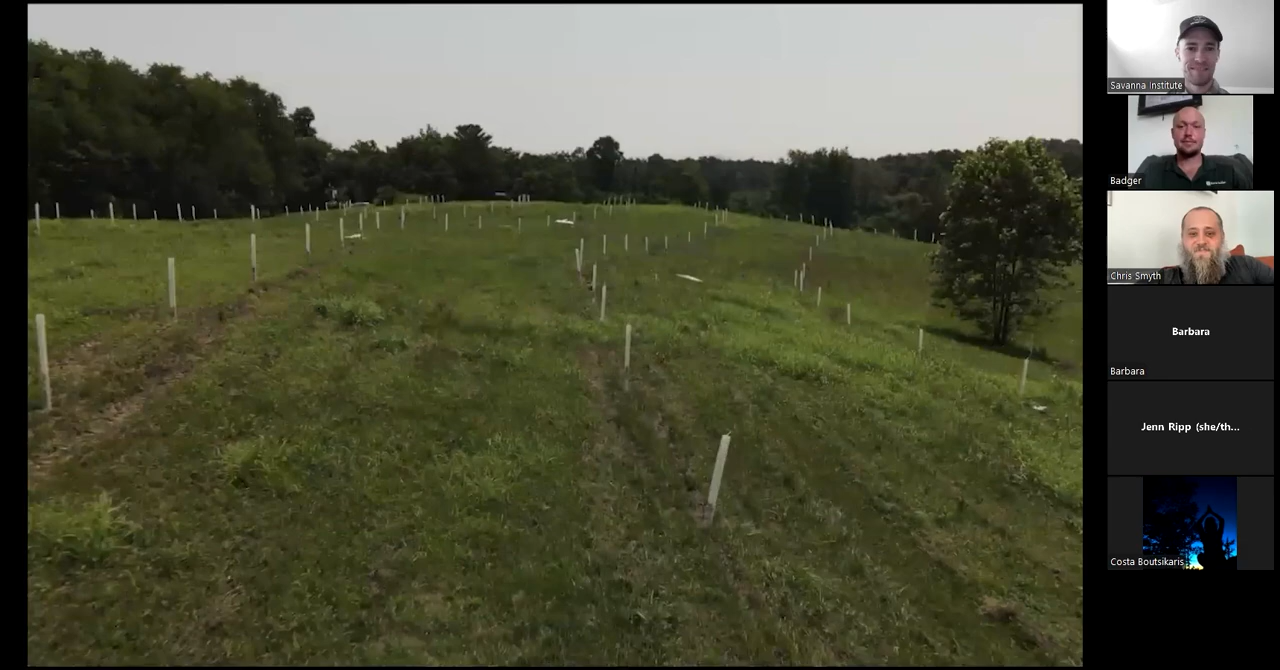 Savanna Institute
Badger
Chris Smyth
Barbara
Barbara
Jenn Ripp (she/th...
Costa Boutsikaris